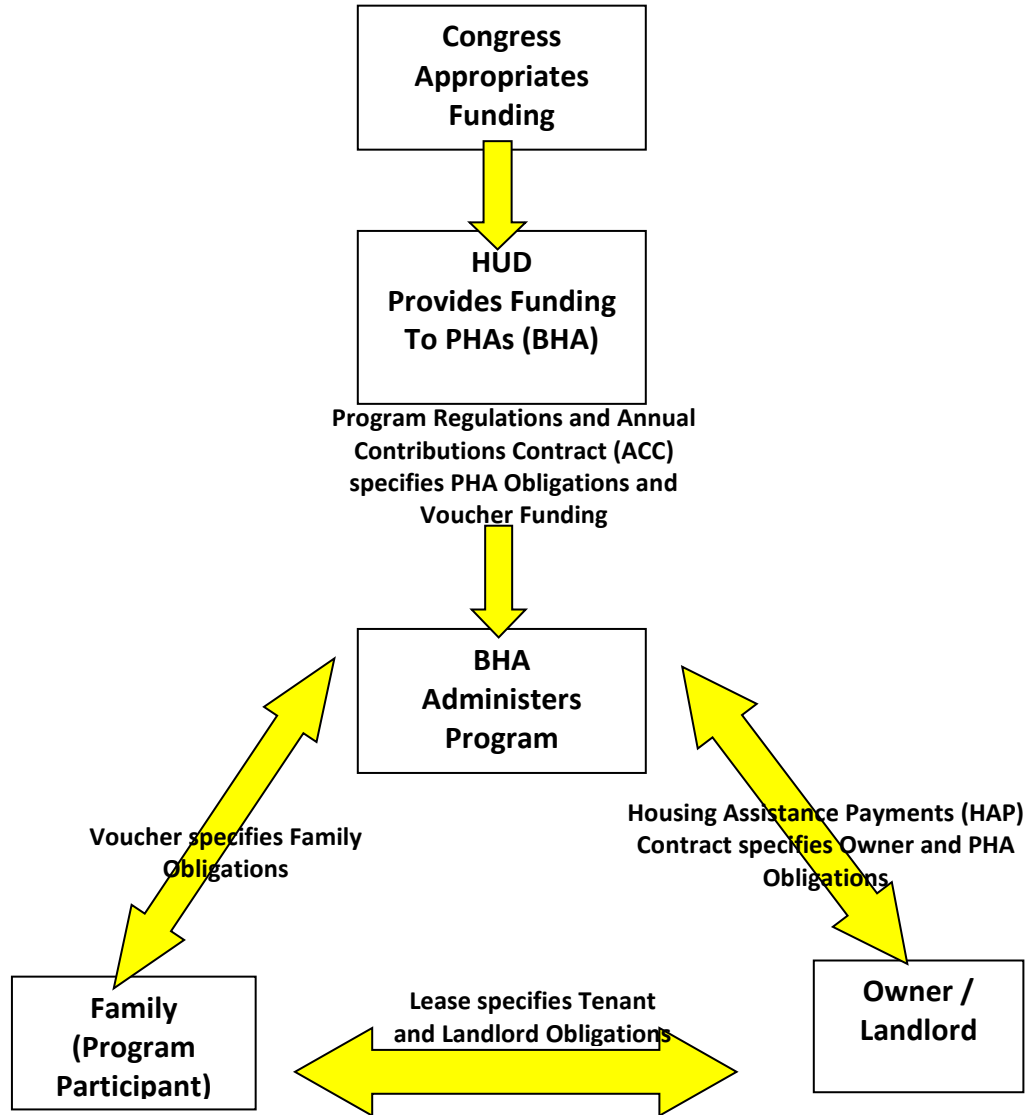 Congress
Appropriates
Funding
HUD
Provides Funding
To PHAs (BHA)
Program Regulations and Annual
Contributions Contract (ACC)
specifies PHA Obligations and
Voucher Funding
BHA
Administers
Program
Voucher specifies Family
Obligations
Housing Assistance Payments (HAP)
Contract specifies Owner and PHA
Obligations
Family
(Program
Participant)
Lease specifies Tenant
and Landlord Obligations
Owner /
Landlord